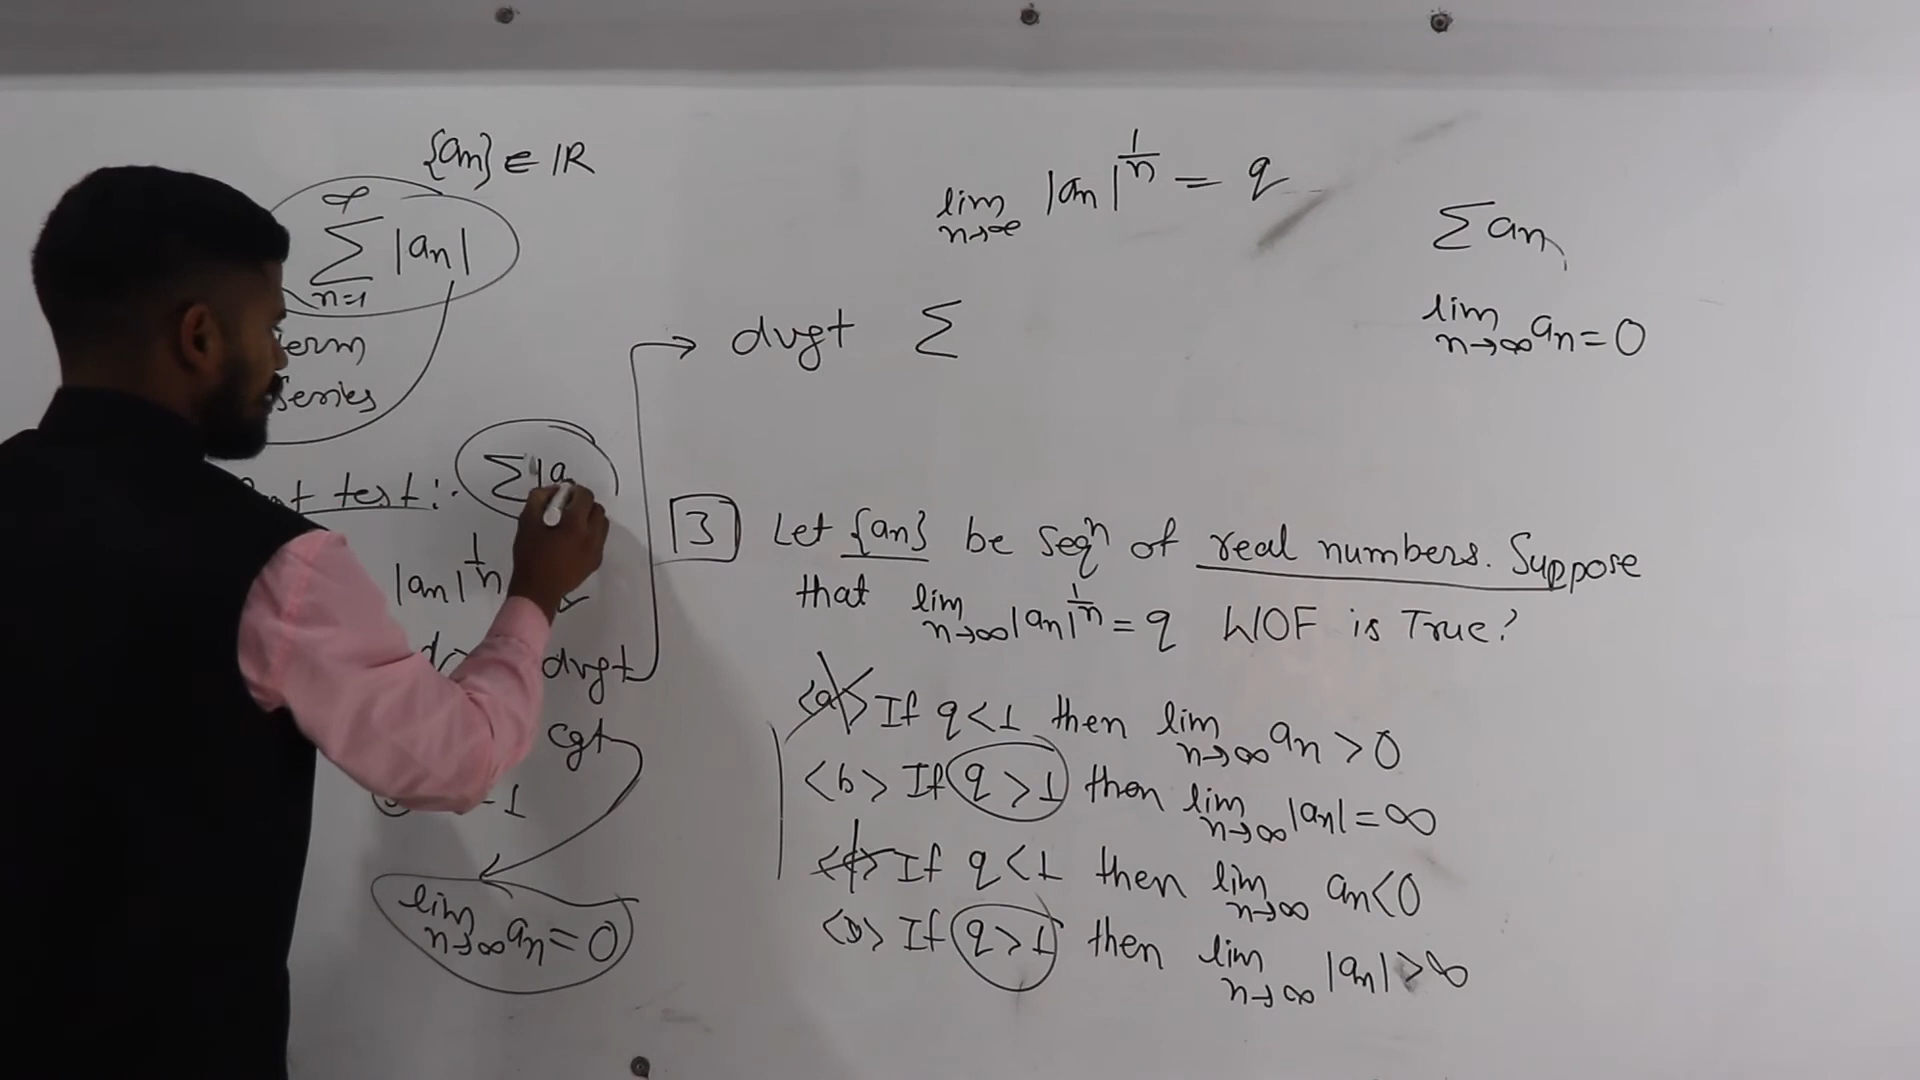 {an} ∈ IR
∞
∑ |an|
n=1
erm
Series
test:-
∑|a
|an|^1/n
dvgt
cgt
lim an = 0
n→∞
lim |an|^1/n = q
n→∞
∑ an
lim an = 0
n→∞
→ dvgt ∑
3 Let {an} be seqn of real numbers. Suppose
that lim n→∞ |an|^1/n = q WOF is True?
<a> If q<1 then lim n→∞ an > 0
<b> If q>1 then lim n→∞ |an| = ∞
If q<1 then lim n→∞ an<0
<D> If q>1 then lim n→∞ |an| > ∞